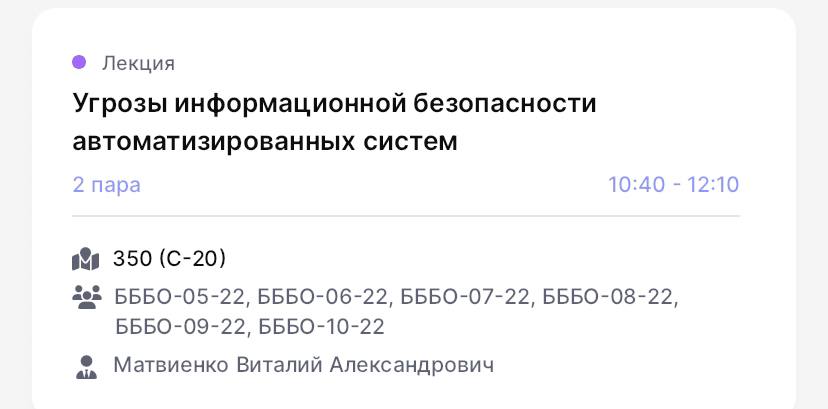 Лекция
Угрозы информационной безопасности
автоматизированных систем
2 пара 10:40 - 12:10
350 (С-20)
БББО-05-22, БББО-06-22, БББО-07-22, БББО-08-22,
БББО-09-22, БББО-10-22
Матвиенко Виталий Александрович